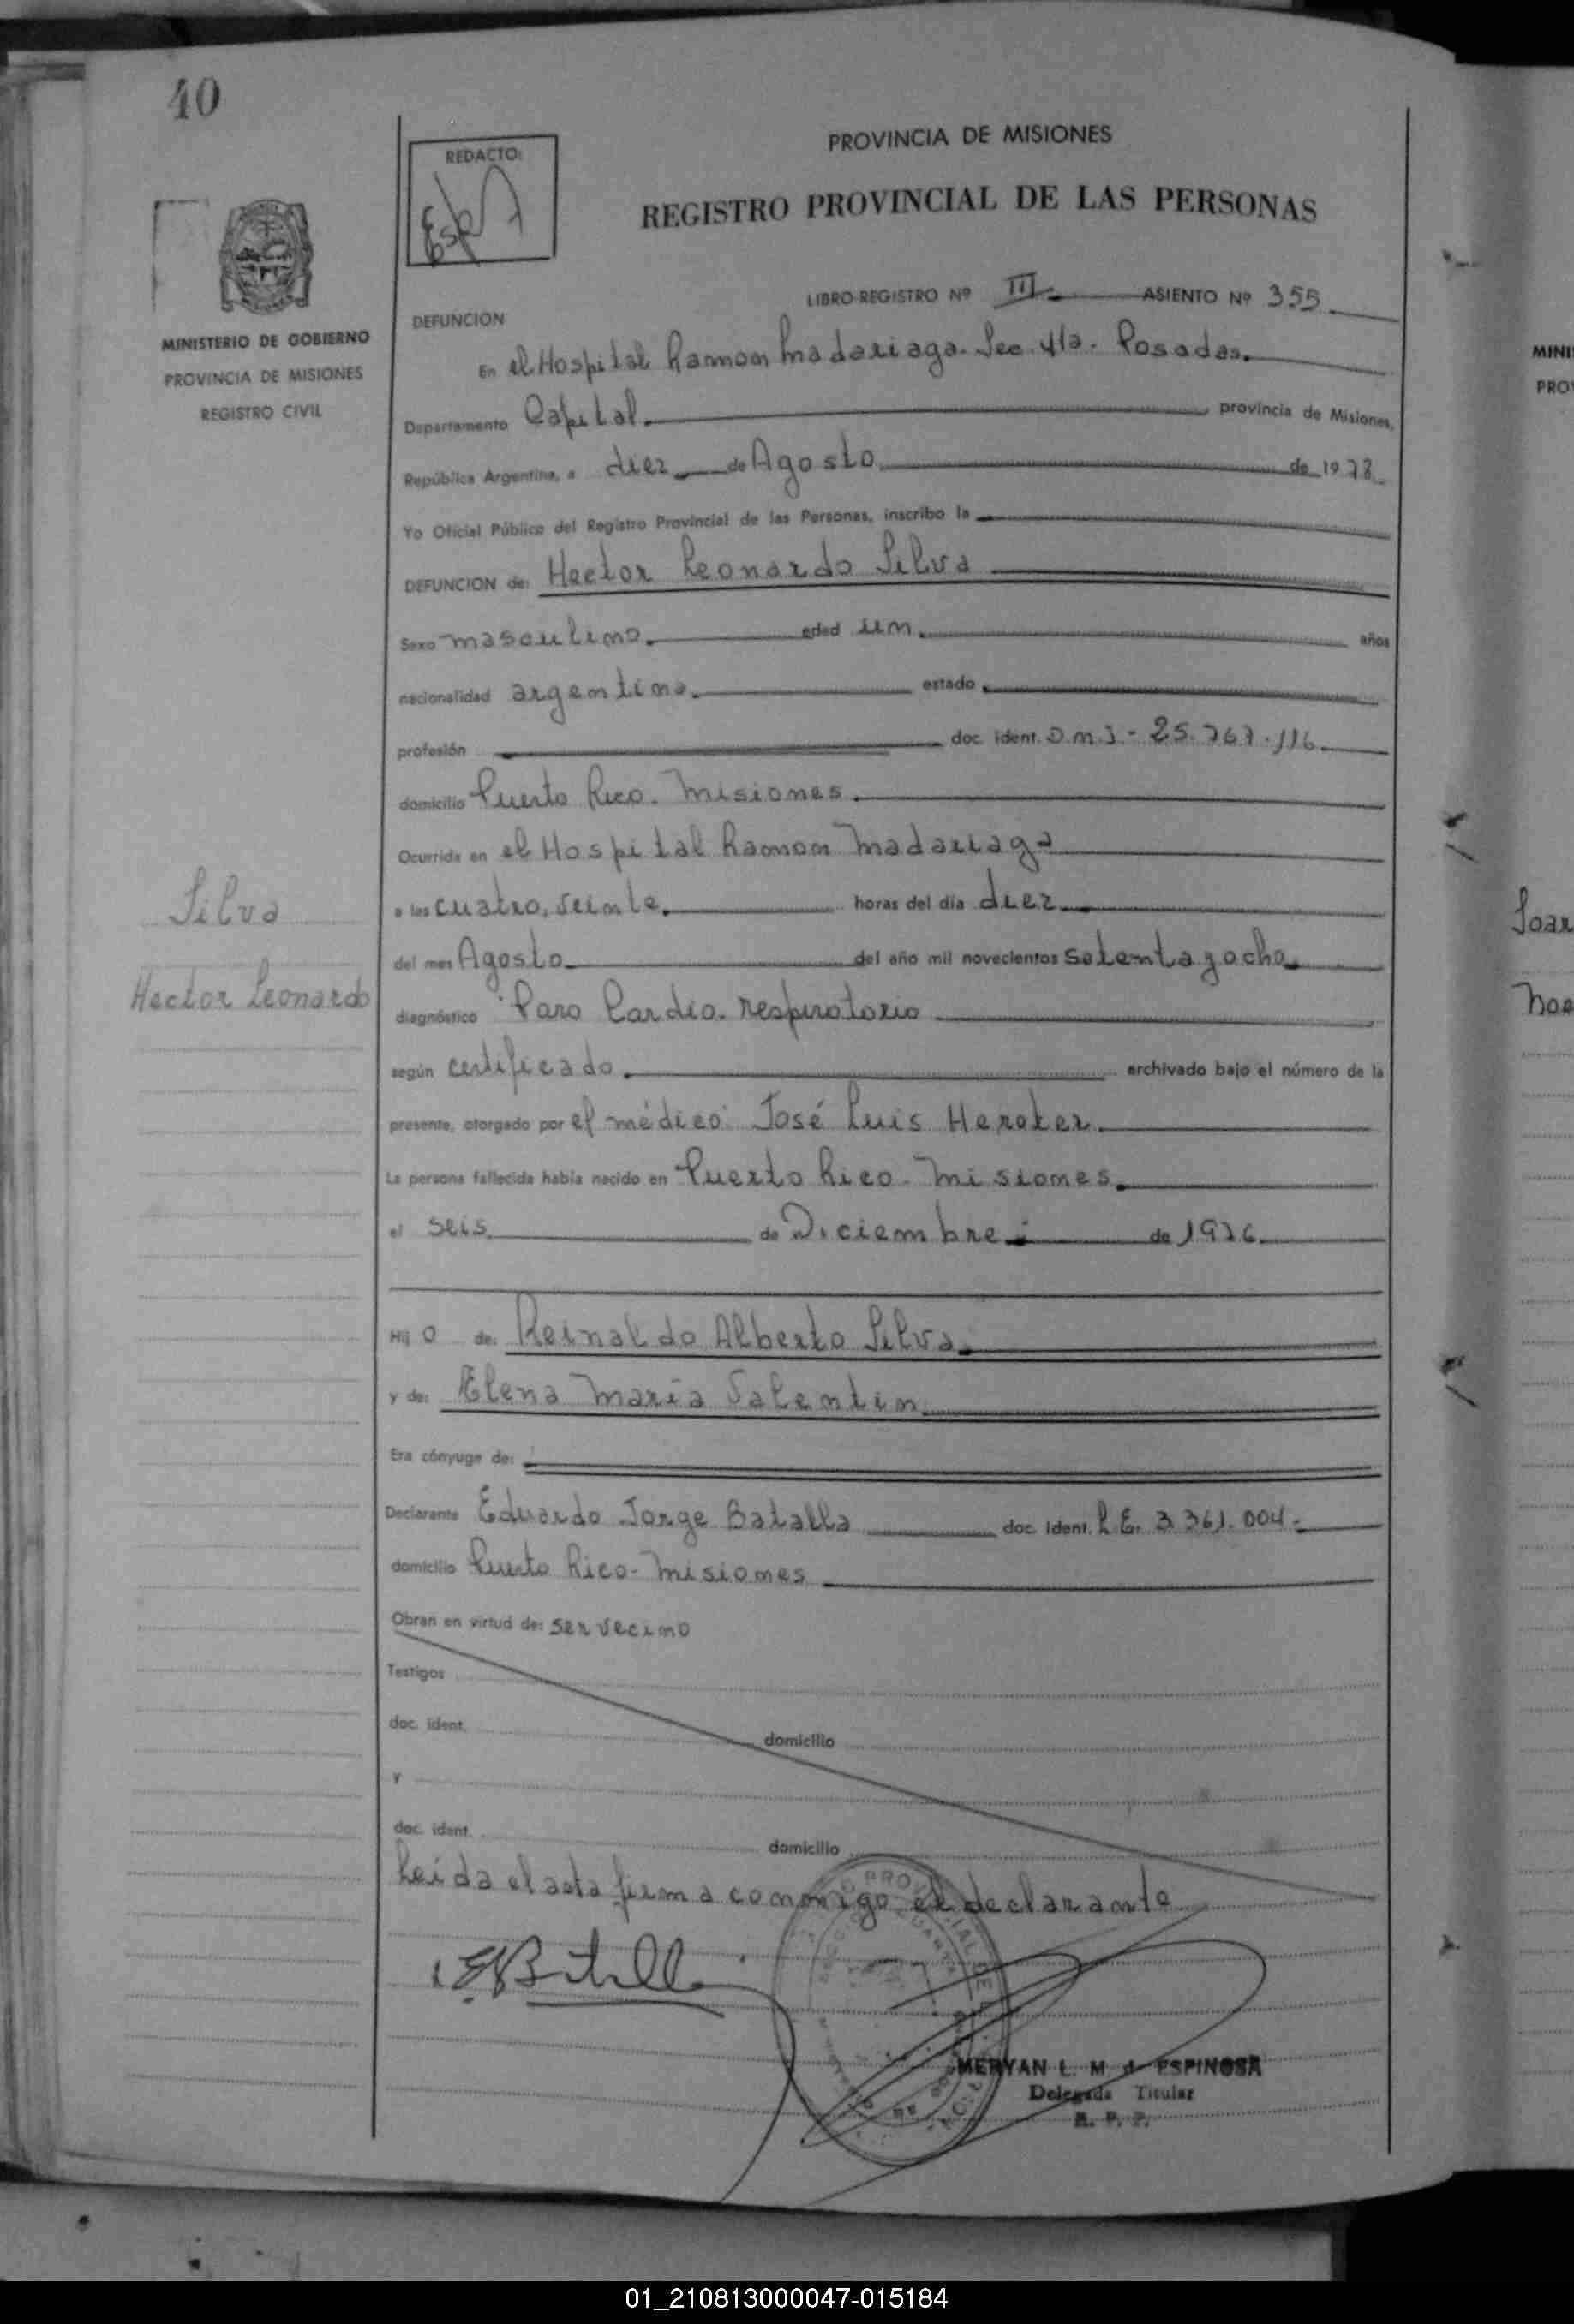 40
REDACTO:
PROVINCIA DE MISIONES
REGISTRO PROVINCIAL DE LAS PERSONAS
MINISTERIO DE GOBIERNO
PROVINCIA DE MISIONES
REGISTRO CIVIL
LIBRO-REGISTRO Nº III ASIENTO Nº 355
DEFUNCION
En el Hospital Ramon Madariaga. Sec. 4ta. Posadas.
Departamento Capital. provincia de Misiones,
República Argentina, a diez de Agosto de 1978
Yo Oficial Público del Registro Provincial de las Personas, inscribo la
DEFUNCION de: Hector Leonardo Silva
Sexo masculino. edad un. años
nacionalidad argentina. estado
profesión doc. ident. D.N.I - 25.767.116
domicilio Puerto Rico. Misiones.
Ocurrida en el Hospital Ramon Madariaga
a las cuatro, veinte. horas del día diez
del mes Agosto del año mil novecientos setenta y ocho
diagnóstico Paro Cardio. respiratorio
según certificado. archivado bajo el número de la
presente, otorgado por el médico José Luis
La persona fallecida había nacido en Puerto Rico - Misiones.
el seis de Diciembre de 1976
Hij o de: Reinaldo Alberto Silva.
y de: Elena María Valentin
Era cónyuge de:
Declarante Eduardo Jorge Batalla doc. ident. L.E. 3.361.004.
domicilio Puerto Rico - Misiones
Obran en virtud de: ser vecino
Testigos
doc. ident. domicilio
y
doc. ident. domicilio
Leída el acta firma conmigo el declarante
MERYAN L. M. d ESPINOSA
Delegada Titular
R. P. P.
Silva
Hector Leonardo
MINI
PRO
01_210813000047-015184